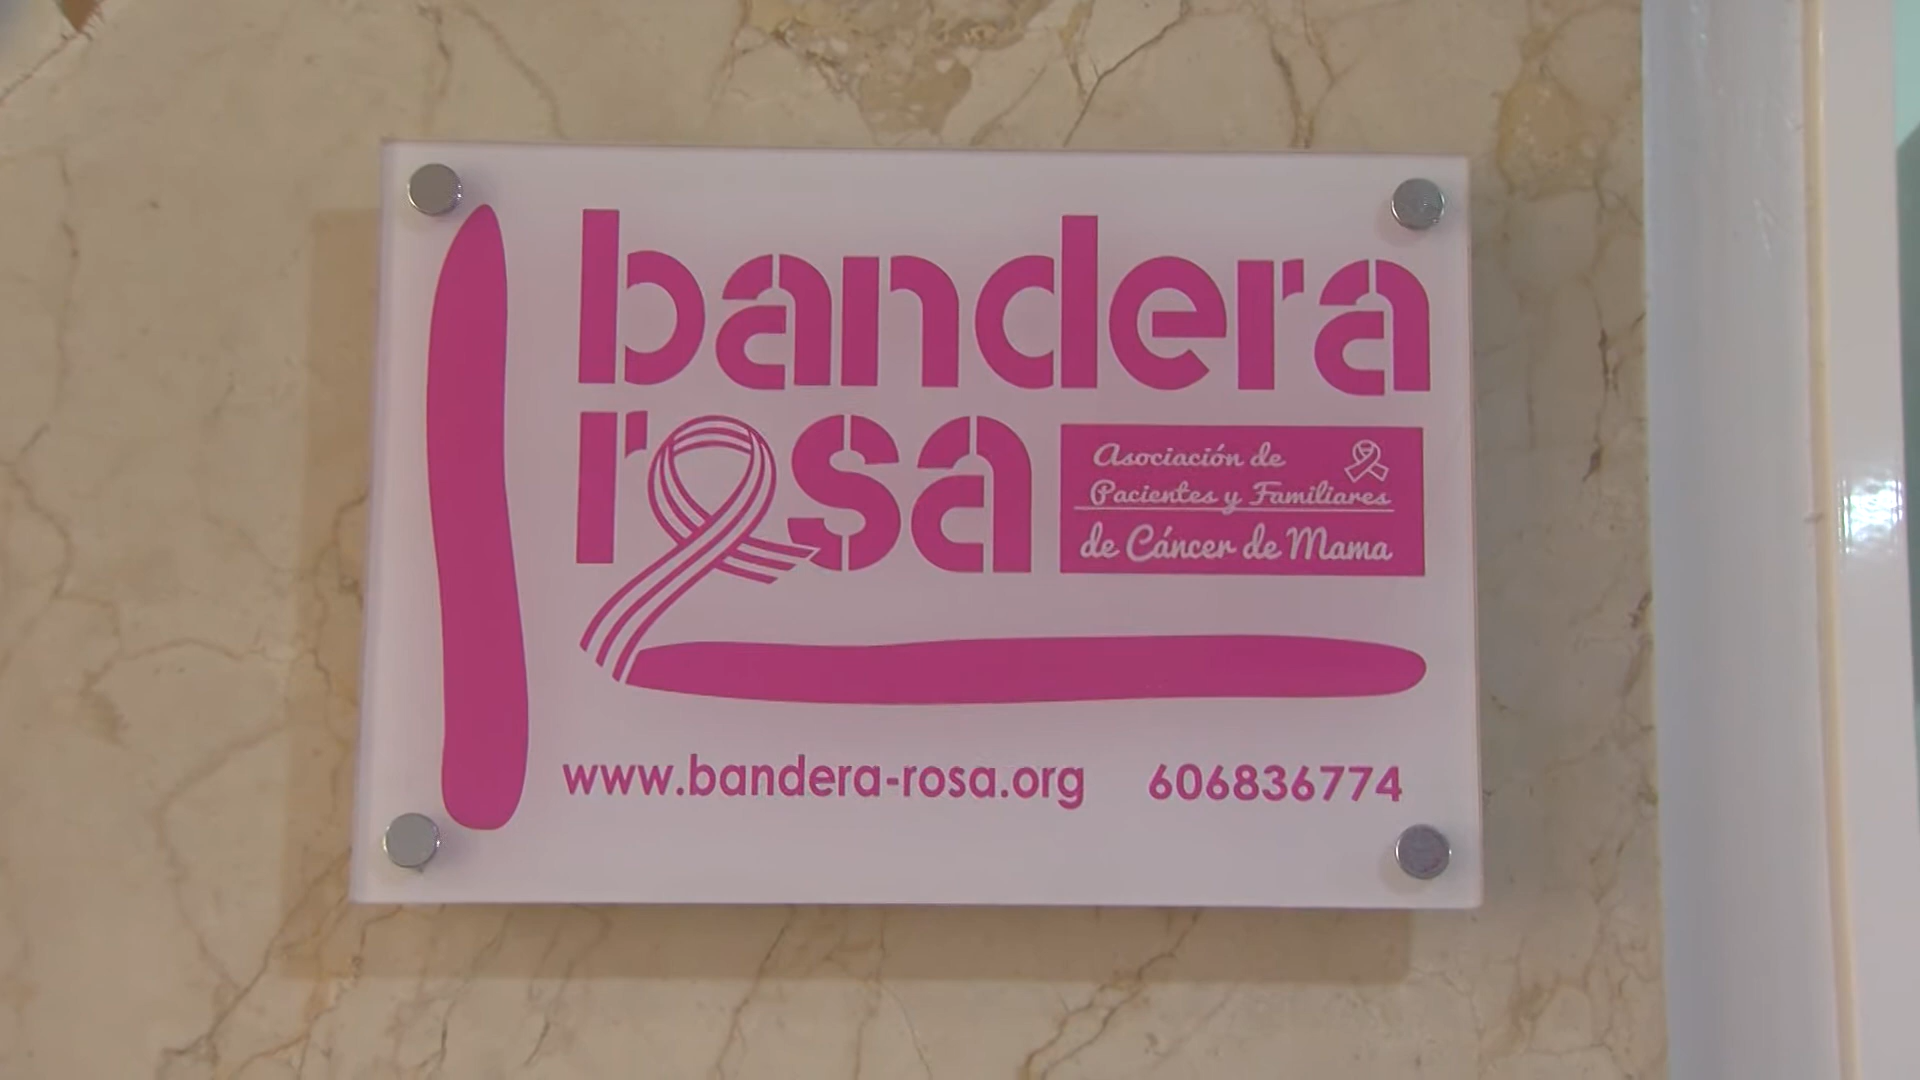 bandera
rosa
Asociación de
Pacientes y Familiares
de Cáncer de Mama
www.bandera-rosa.org 606836774